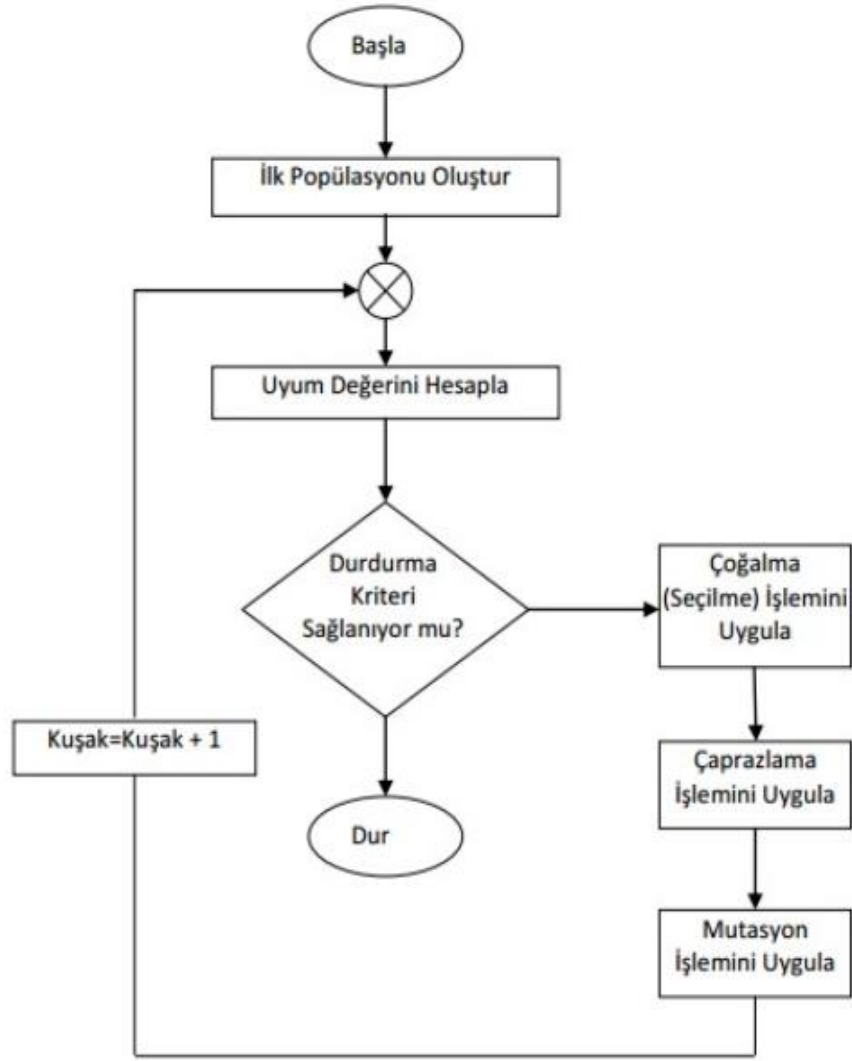 Başla
İlk Popülasyonu Oluştur
Uyum Değerini Hesapla
Durdurma
Kriteri
Sağlanıyor mu?
Çoğalma
(Seçilme) İşlemini
Uygula
Kuşak=Kuşak + 1
Çaprazlama
İşlemini Uygula
Dur
Mutasyon
İşlemini Uygula